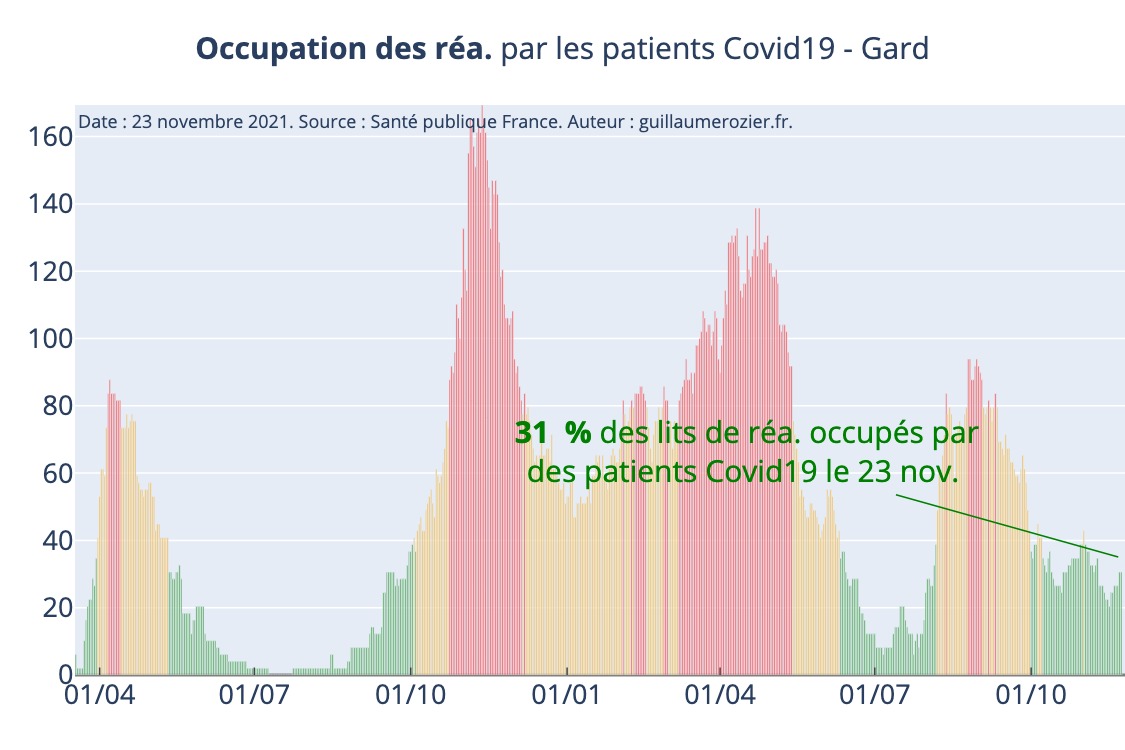 Occupation des réa. par les patients Covid19 - Gard
Date : 23 novembre 2021. Source : Santé publique France. Auteur : guillaumerozier.fr.
160
140
120
100
80
60
40
20
0
31 % des lits de réa. occupés par
des patients Covid19 le 23 nov.
01/04 01/07 01/10 01/01 01/04 01/07 01/10